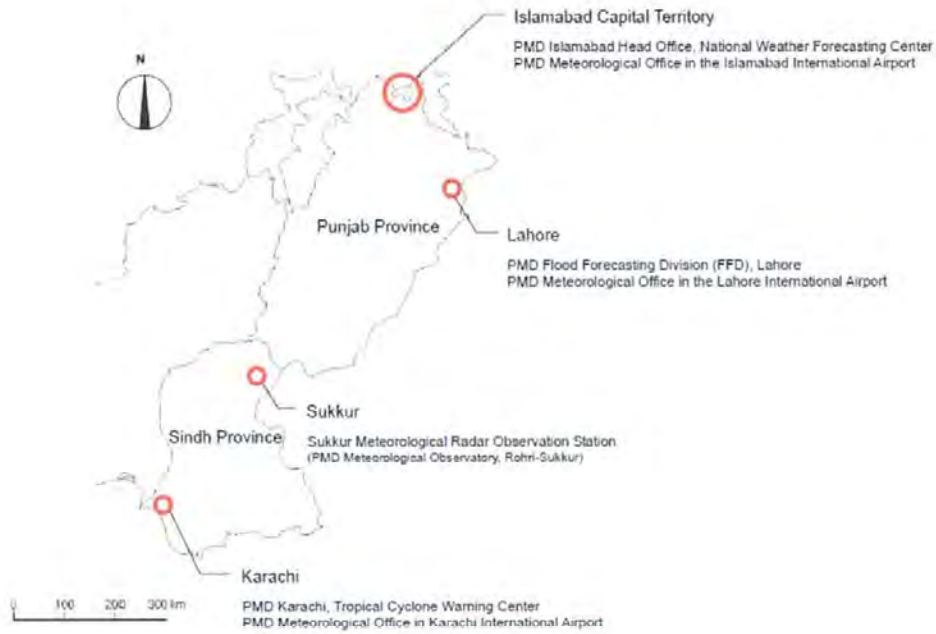 Islamabad Capital Territory
PMD Islamabad Head Office, National Weather Forecasting Center
PMD Meteorological Office in the Islamabad International Airport
N
Punjab Province
Lahore
PMD Flood Forecasting Division (FFD), Lahore
PMD Meteorological Office in the Lahore International Airport
Sukkur
Sindh Province
Sukkur Meteorological Radar Observation Station
(PMD Meteorological Observatory, Rohri-Sukkur)
Karachi
PMD Karachi, Tropical Cyclone Warning Center
PMD Meteorological Office in Karachi International Airport
0 100 200 300 km